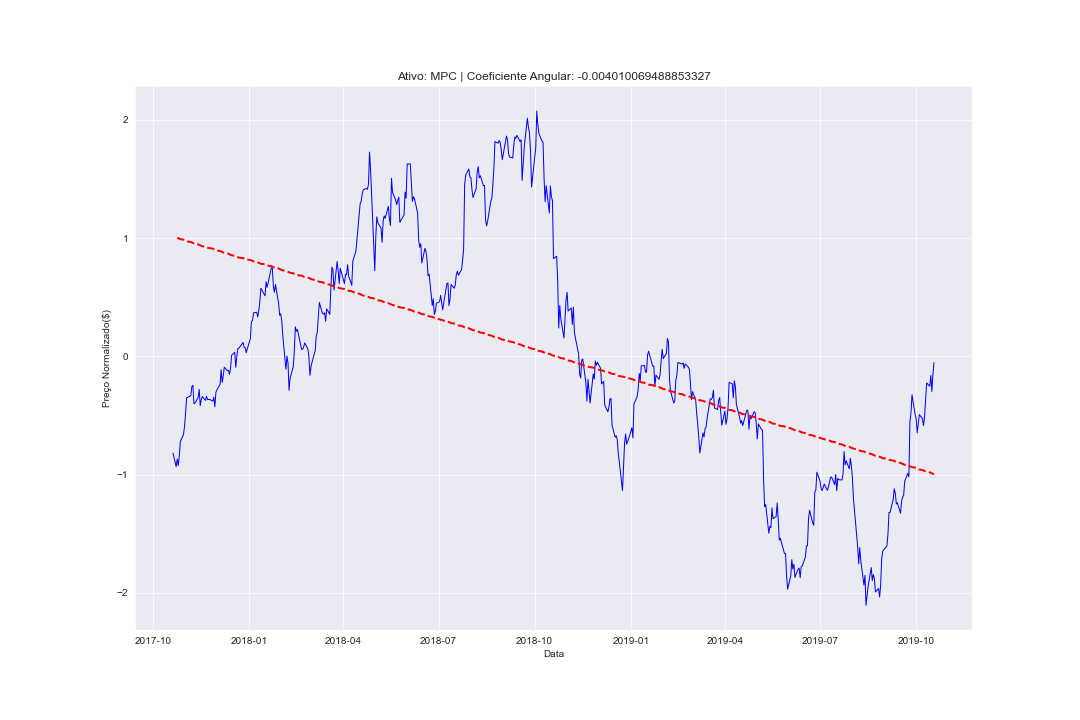 Ativo: MPC | Coeficiente Angular: -0.004010069488853327
Preço Normalizado($)
2
1
0
−1
−2
2017-10 2018-01 2018-04 2018-07 2018-10 2019-01 2019-04 2019-07 2019-10
Data